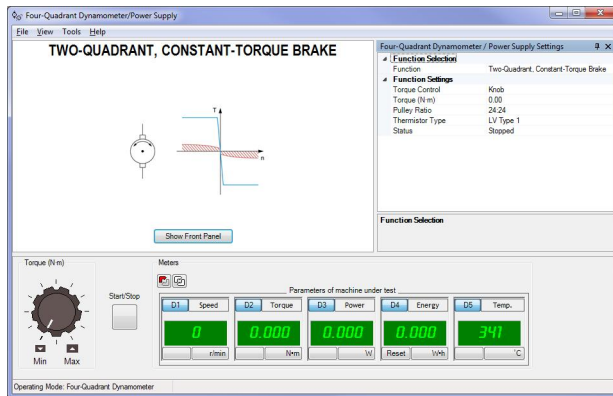 Four-Quadrant Dynamometer/Power Supply
File View Tools Help
TWO-QUADRANT, CONSTANT-TORQUE BRAKE
T
n
Show Front Panel
Four-Quadrant Dynamometer / Power Supply Settings
Function Selection
Function Two-Quadrant, Constant-Torque Brake
Function Settings
Torque Control Knob
Torque (N·m) 0.00
Pulley Ratio 24:24
Thermistor Type LV Type 1
Status Stopped
Function Selection
Torque (N·m)
Min Max
Start/Stop
Meters
Parameters of machine under test
D1 Speed D2 Torque D3 Power D4 Energy D5 Temp.
0 0.000 0.000 0.000 341
r/min N•m W Reset W•h °C
Operating Mode: Four-Quadrant Dynamometer